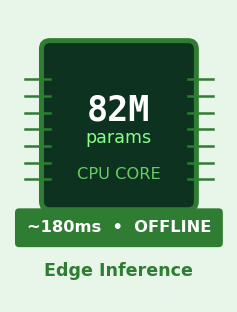 82M
params
CPU CORE
~180ms • OFFLINE
Edge Inference